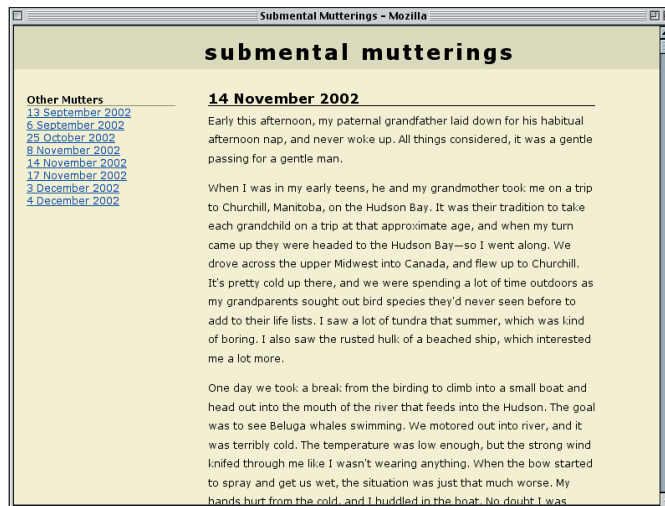 Submental Mutterings - Mozilla
submental mutterings
Other Mutters
13 September 2002
6 September 2002
25 October 2002
8 November 2002
14 November 2002
17 November 2002
3 December 2002
4 December 2002
14 November 2002
Early this afternoon, my paternal grandfather laid down for his habitual
afternoon nap, and never woke up. All things considered, it was a gentle
passing for a gentle man.
When I was in my early teens, he and my grandmother took me on a trip
to Churchill, Manitoba, on the Hudson Bay. It was their tradition to take
each grandchild on a trip at that approximate age, and when my turn
came up they were headed to the Hudson Bay—so I went along. We
drove across the upper Midwest into Canada, and flew up to Churchill.
It's pretty cold up there, and we were spending a lot of time outdoors as
my grandparents sought out bird species they'd never seen before to
add to their life lists. I saw a lot of tundra that summer, which was kind
of boring. I also saw the rusted hulk of a beached ship, which interested
me a lot more.
One day we took a break from the birding to climb into a small boat and
head out into the mouth of the river that feeds into the Hudson. The goal
was to see Beluga whales swimming. We motored out into river, and it
was terribly cold. The temperature was low enough, but the strong wind
knifed through me like I wasn't wearing anything. When the bow started
to spray and get us wet, the situation was just that much worse. My
hands hurt from the cold, and I huddled in the boat. No doubt I was